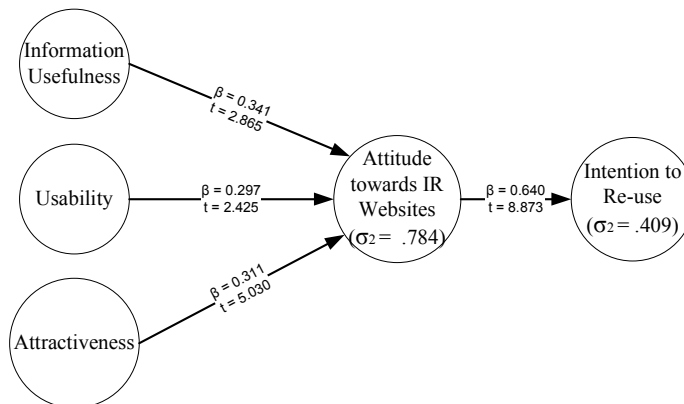 Information
Usefulness
β = 0.341
t = 2.865
Usability
β = 0.297
t = 2.425
Attractiveness
β = 0.311
t = 5.030
Attitude
towards IR
Websites
(σ2 = .784)
β = 0.640
t = 8.873
Intention to
Re-use
(σ2 = .409)